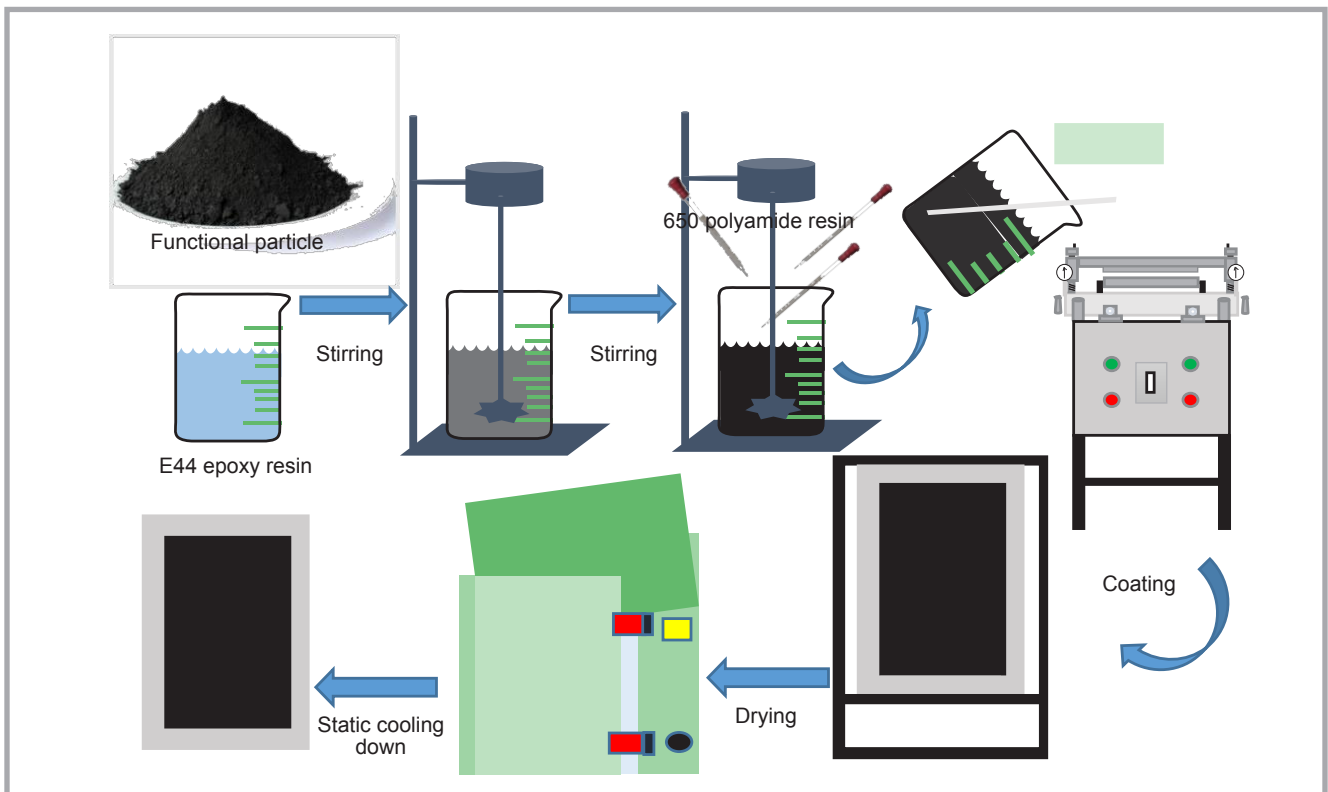 Functional particle
E44 epoxy resin
Stirring
Stirring
650 polyamide resin
Coating
Drying
Static cooling
down